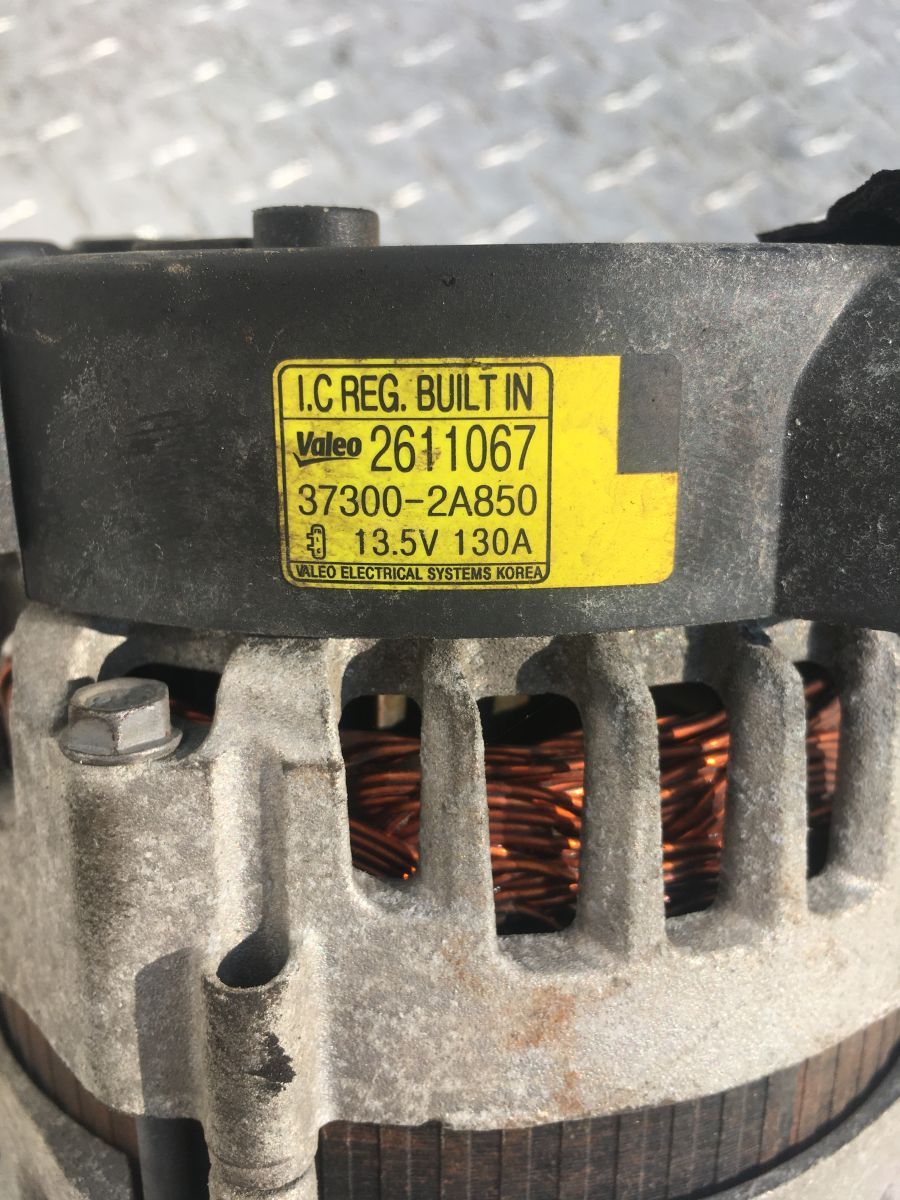 I.C REG. BUILT IN
Valeo 2611067
37300-2A850
13.5V 130A
VALEO ELECTRICAL SYSTEMS KOREA